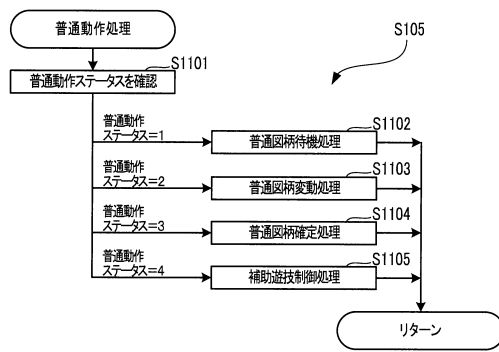 普通動作処理
S105
S1101
普通動作ステータスを確認
普通動作
ステータス=1
S1102
普通図柄待機処理
普通動作
ステータス=2
S1103
普通図柄変動処理
普通動作
ステータス=3
S1104
普通図柄確定処理
普通動作
ステータス=4
S1105
補助遊技制御処理
リターン